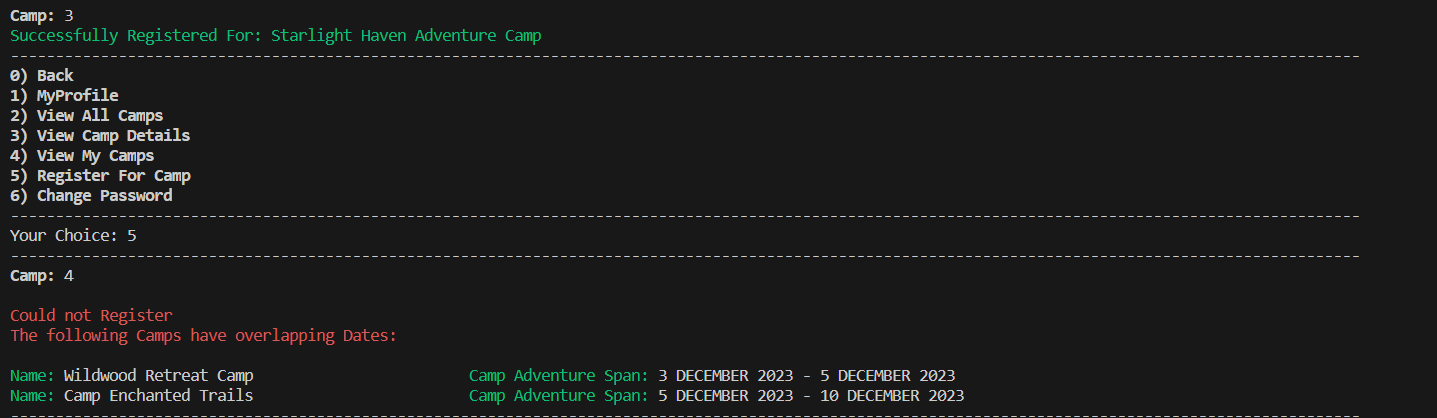 Camp: 3
Successfully Registered For: Starlight Haven Adventure Camp
------------------------------------------------------------------------------------------------------------------------------------------------------
0) Back
1) MyProfile
2) View All Camps
3) View Camp Details
4) View My Camps
5) Register For Camp
6) Change Password
------------------------------------------------------------------------------------------------------------------------------------------------------
Your Choice: 5
------------------------------------------------------------------------------------------------------------------------------------------------------
Camp: 4
Could not Register
The following Camps have overlapping Dates:
Name: Wildwood Retreat Camp Camp Adventure Span: 3 DECEMBER 2023 - 5 DECEMBER 2023
Name: Camp Enchanted Trails Camp Adventure Span: 5 DECEMBER 2023 - 10 DECEMBER 2023
------------------------------------------------------------------------------------------------------------------------------------------------------